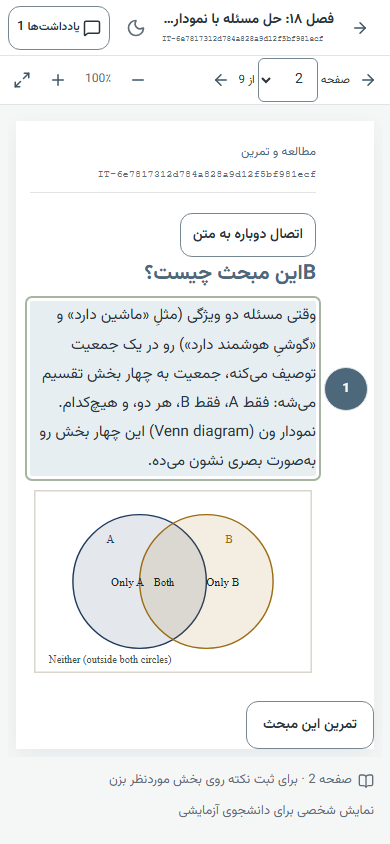 فصل ۱۸: حل مسئله با نمودار...
IT-6e7817312d784a828a9d12f5bf981ecf
یادداشت‌ها 1
صفحه 2 از 9
100٪
مطالعه و تمرین
IT-6e7817312d784a828a9d12f5bf981ecf
اتصال دوباره به متن
Bاین مبحث چیست؟
وقتی مسئله دو ویژگی (مثلِ «ماشین دارد» و
«گوشیِ هوشمند دارد») رو در یک جمعیت
توصیف می‌کنه، جمعیت به چهار بخش تقسیم
می‌شه: فقط A، فقط B، هر دو، و هیچ‌کدام.
نمودار ون (Venn diagram) این چهار بخش رو
به‌صورت بصری نشون می‌ده.
1
A
B
Only A
Both
Only B
Neither (outside both circles)
تمرین این مبحث
صفحه 2 · برای ثبت نکته روی بخش موردنظر بزن
نمایش شخصی برای دانشجوی آزمایشی